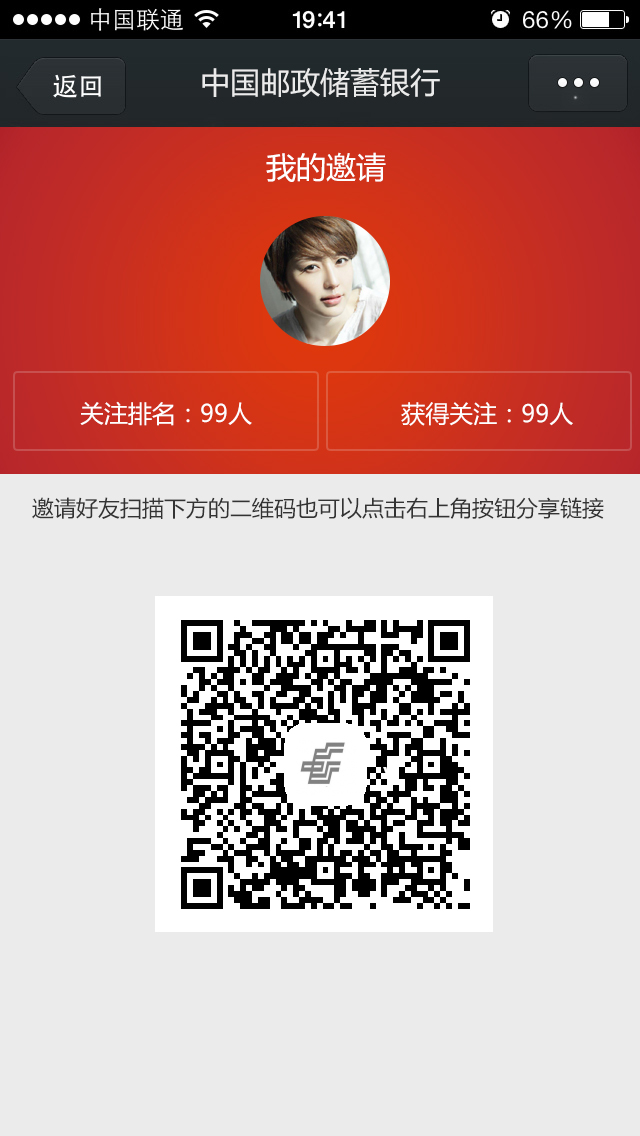 中国联通 19:41 66%
返回 中国邮政储蓄银行
我的邀请
关注排名：99人 获得关注：99人
邀请好友扫描下方的二维码也可以点击右上角按钮分享链接